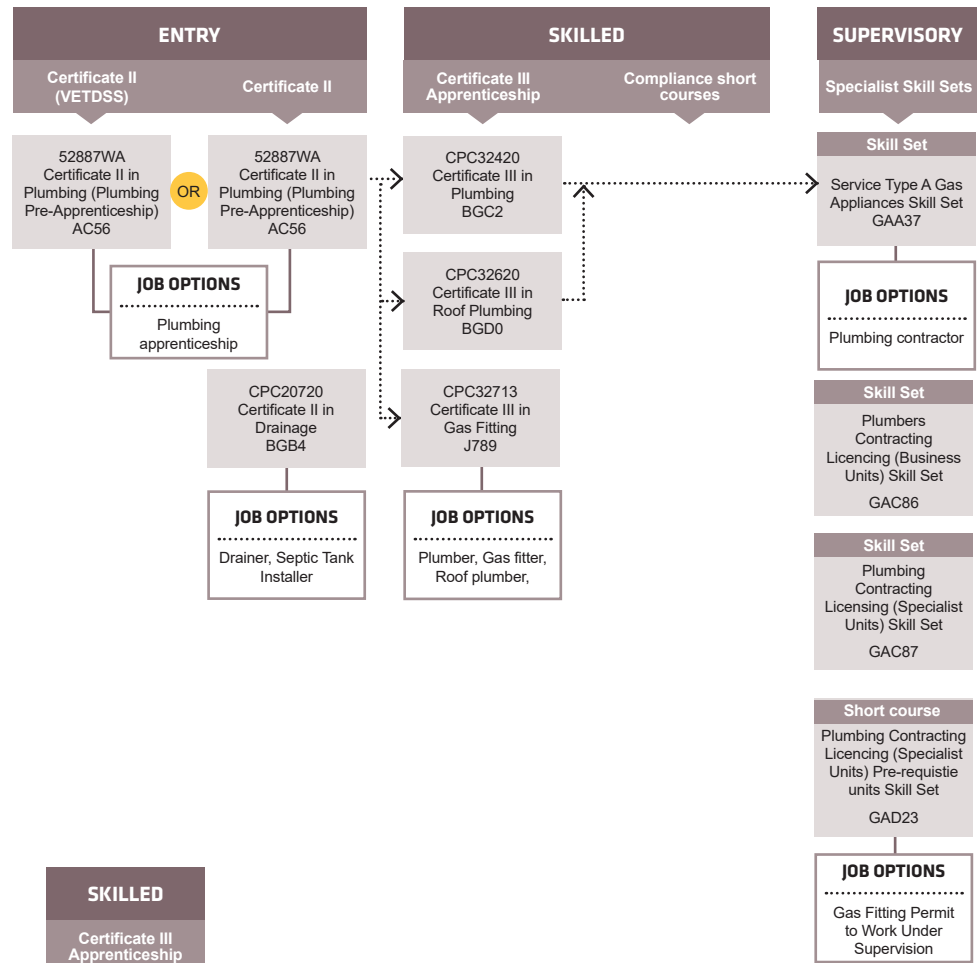 ENTRY
Certificate II
(VETDSS)
Certificate II
52887WA
Certificate II in
Plumbing (Plumbing
Pre-Apprenticeship)
AC56
OR
52887WA
Certificate II in
Plumbing (Plumbing
Pre-Apprenticeship)
AC56
JOB OPTIONS
Plumbing
apprenticeship
CPC20720
Certificate II in
Drainage
BGB4
JOB OPTIONS
Drainer, Septic Tank
Installer
SKILLED
Certificate III
Apprenticeship
Compliance short
courses
CPC32420
Certificate III in
Plumbing
BGC2
CPC32620
Certificate III in
Roof Plumbing
BGD0
CPC32713
Certificate III in
Gas Fitting
J789
JOB OPTIONS
Plumber, Gas fitter,
Roof plumber,
SUPERVISORY
Specialist Skill Sets
Skill Set
Service Type A Gas
Appliances Skill Set
GAA37
JOB OPTIONS
Plumbing contractor
Skill Set
Plumbers
Contracting
Licencing (Business
Units) Skill Set
GAC86
Skill Set
Plumbing
Contracting
Licensing (Specialist
Units) Skill Set
GAC87
Short course
Plumbing Contracting
Licencing (Specialist
Units) Pre-requistie
units Skill Set
GAD23
JOB OPTIONS
Gas Fitting Permit
to Work Under
Supervision
SKILLED
Certificate III
Apprenticeship